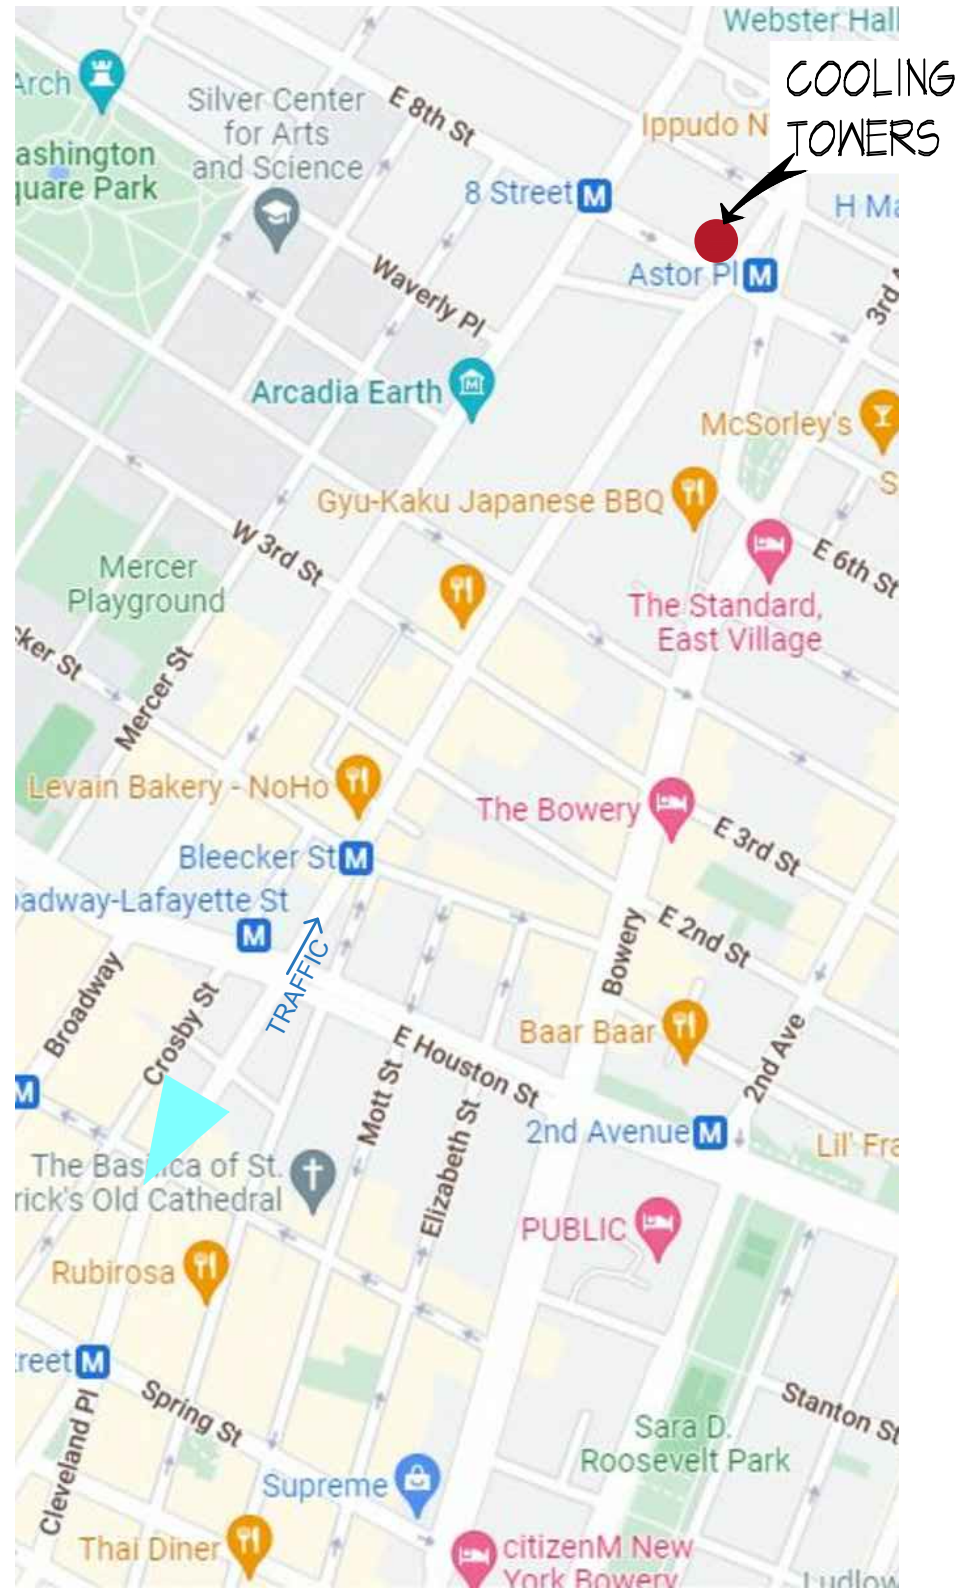 Webster Hall
COOLING
TOWERS
Arch
Silver Center
for Arts
and Science
E 8th St
Ippudo N
ashington
quare Park
8 Street M
H Ma
Astor Pl M
Waverly Pl
3rd A
Arcadia Earth
M
McSorley's
S
Gyu-Kaku Japanese BBQ
W 3rd St
E 6th St
Mercer
Playground
The Standard,
East Village
cker St
Mercer St
Levain Bakery - NoHo
The Bowery
E 3rd St
Bleecker St M
oadway-Lafayette St
M
E 2nd St
Bowery
TRAFFIC
Broadway
Crosby St
Baar Baar
E Houston St
2nd Ave
M
Mott St
Elizabeth St
2nd Avenue M
Lil' Fra
The Basilica of St.
rick's Old Cathedral
PUBLIC
Rubirosa
reet M
Spring St
Cleveland Pl
Stanton St
Sara D.
Roosevelt Park
Supreme
Thai Diner
citizenM New
York Bowery
Ludlow